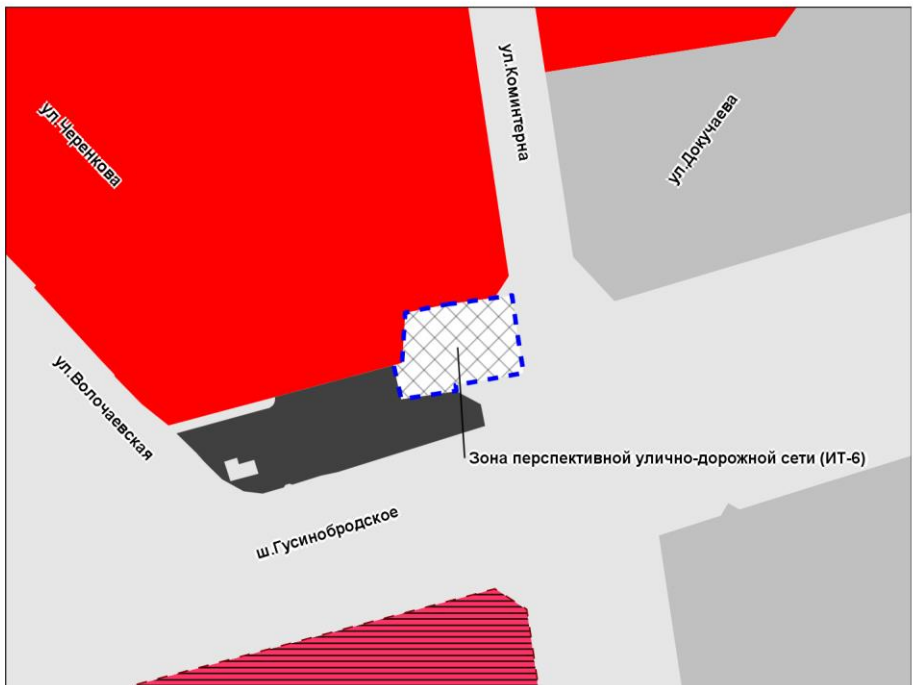 ул.Коминтерна
ул.Черенкова
ул.Докучаева
ул.Волочаевская
Зона перспективной улично-дорожной сети (ИТ-6)
ш.Гусинобродское